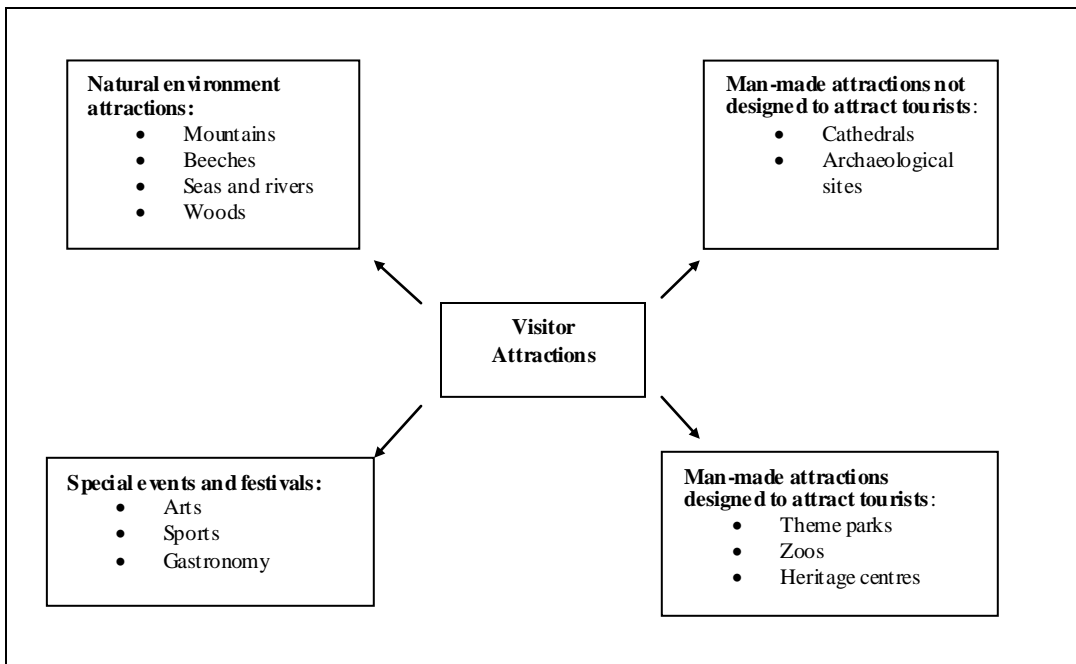 Natural environment
attractions:
• Mountains
• Beeches
• Seas and rivers
• Woods
Man-made attractions not
designed to attract tourists:
• Cathedrals
• Archaeological
sites
Visitor
Attractions
Special events and festivals:
• Arts
• Sports
• Gastronomy
Man-made attractions
designed to attract tourists:
• Theme parks
• Zoos
• Heritage centres